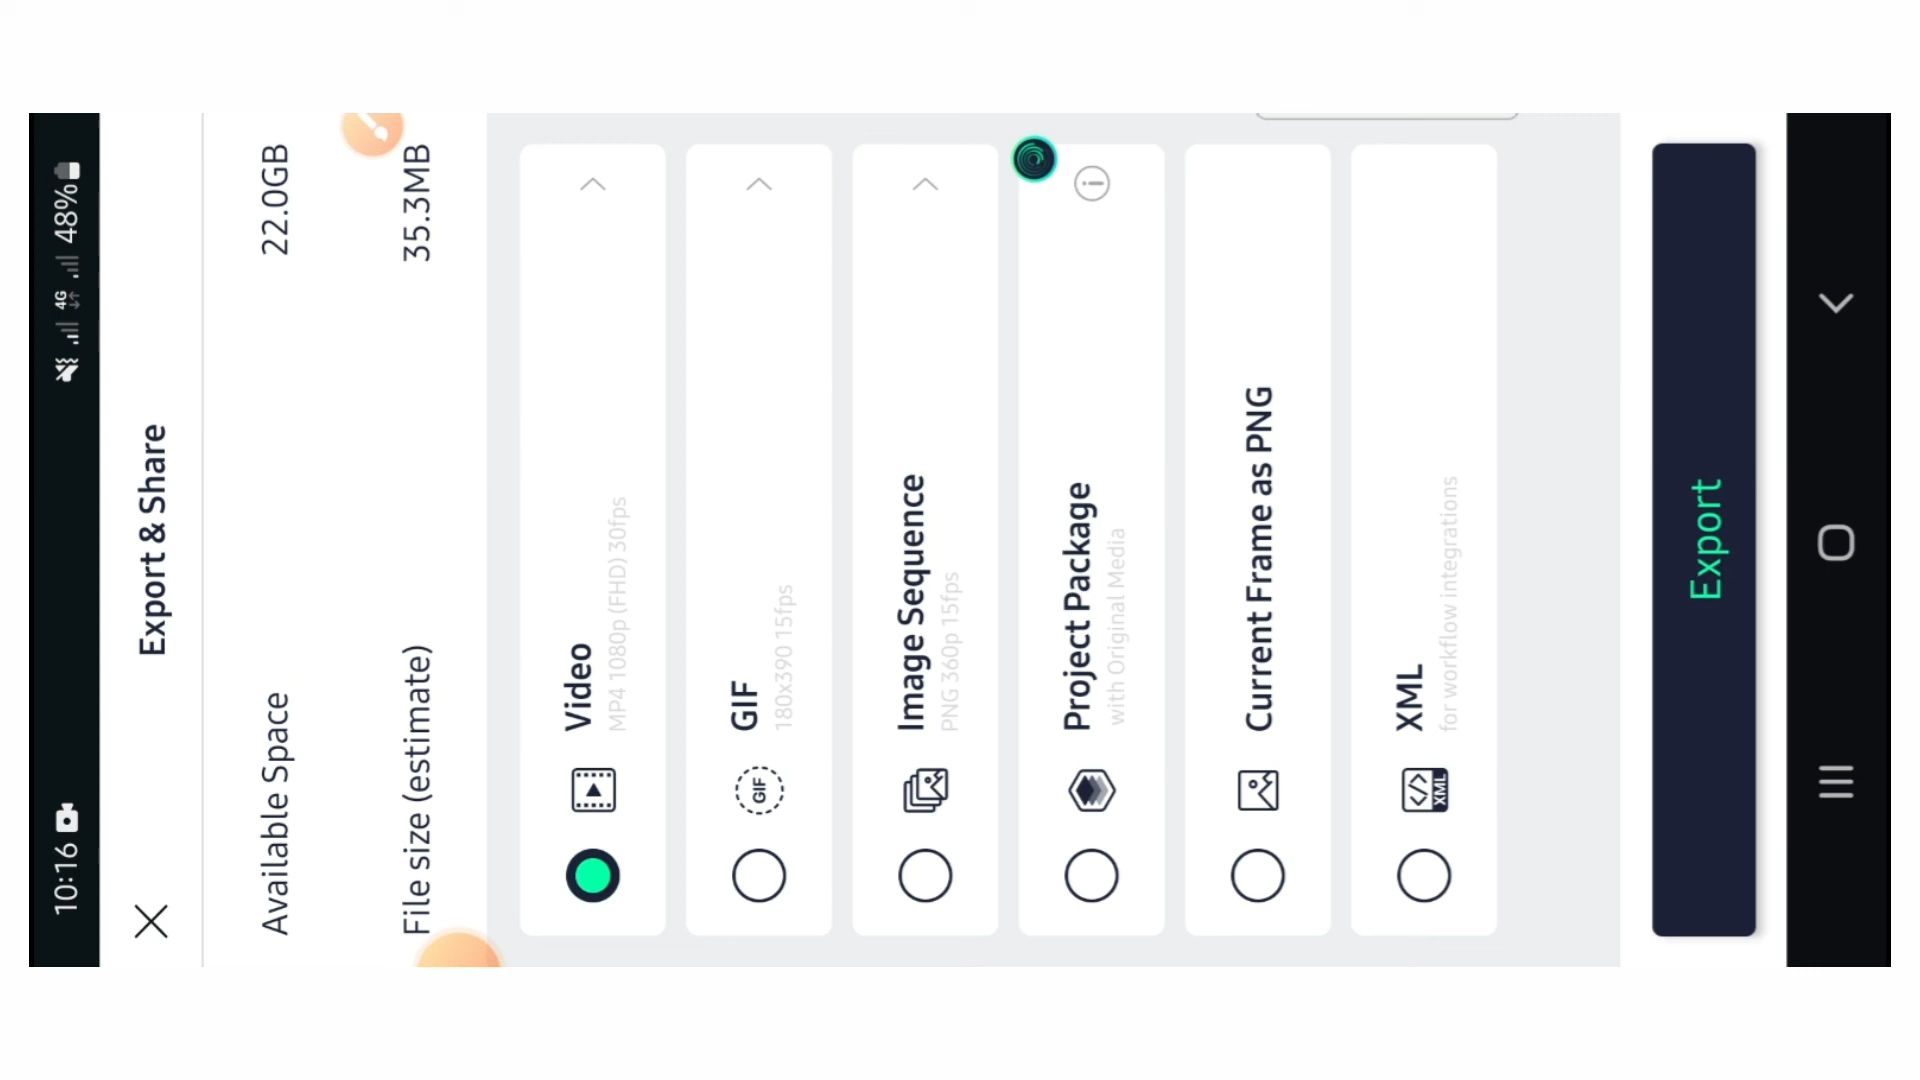 10:16
4G
48%
Export & Share
Available Space 22.0GB
File size (estimate) 35.3MB
Video
MP4 1080p (FHD) 30fps
GIF
GIF
180x390 15fps
Image Sequence
PNG 360p 15fps
Project Package
with Original Media
Current Frame as PNG
XML
XML
for workflow integrations
Export